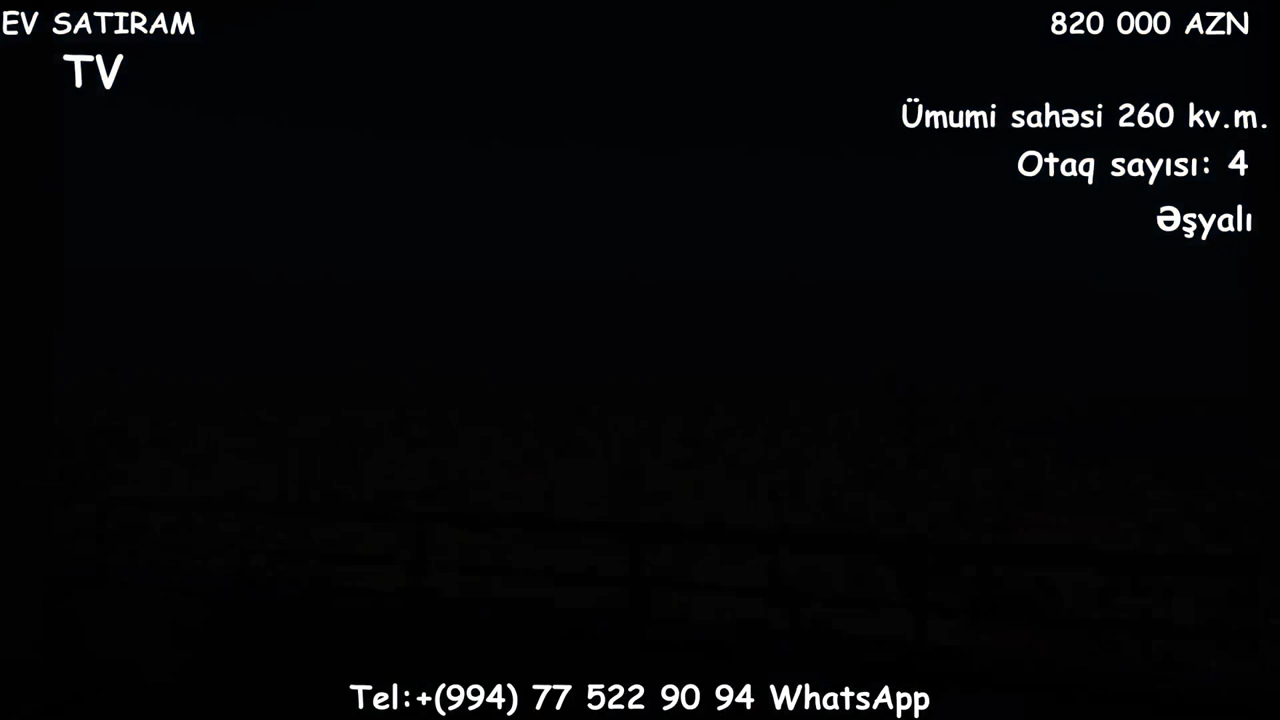 EV SATIRAM
TV
820 000 AZN
Ümumi sahəsi 260 kv.m.
Otaq sayısı: 4
Əşyalı
Tel:+(994) 77 522 90 94 WhatsApp